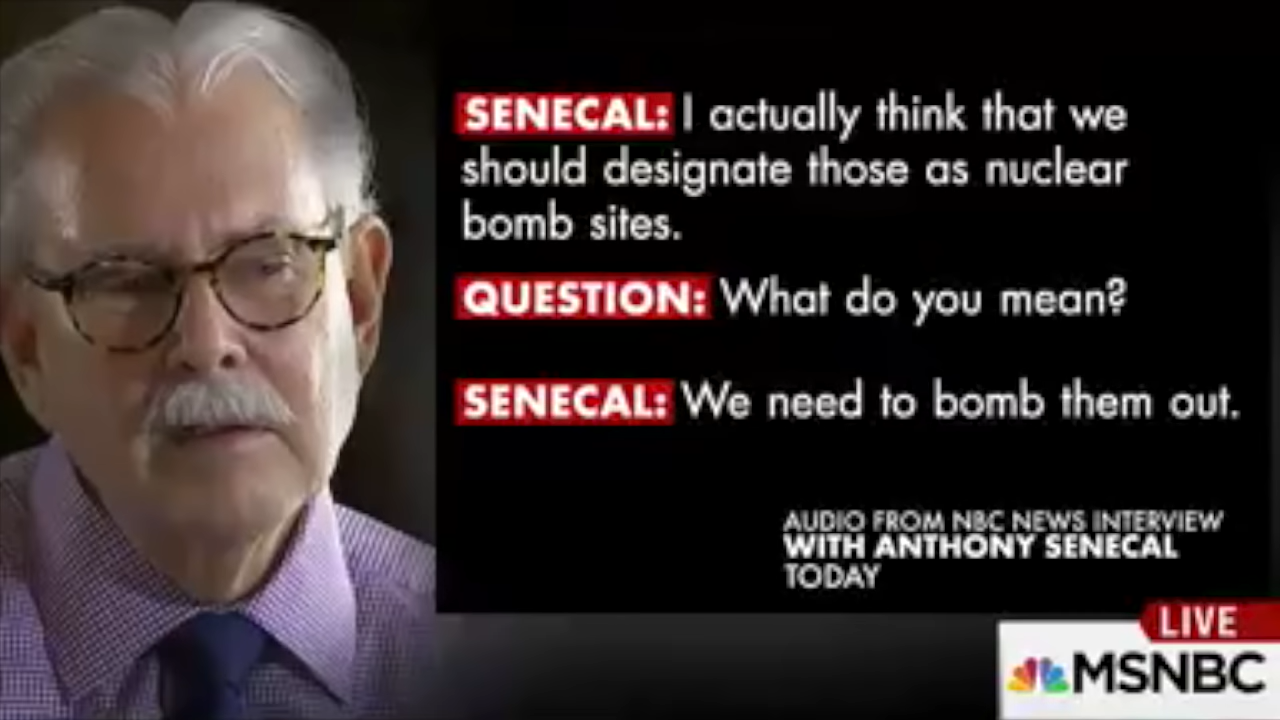 SENECAL: I actually think that we
should designate those as nuclear
bomb sites.
QUESTION: What do you mean?
SENECAL: We need to bomb them out.
AUDIO FROM NBC NEWS INTERVIEW
WITH ANTHONY SENECAL
TODAY
LIVE
MSNBC